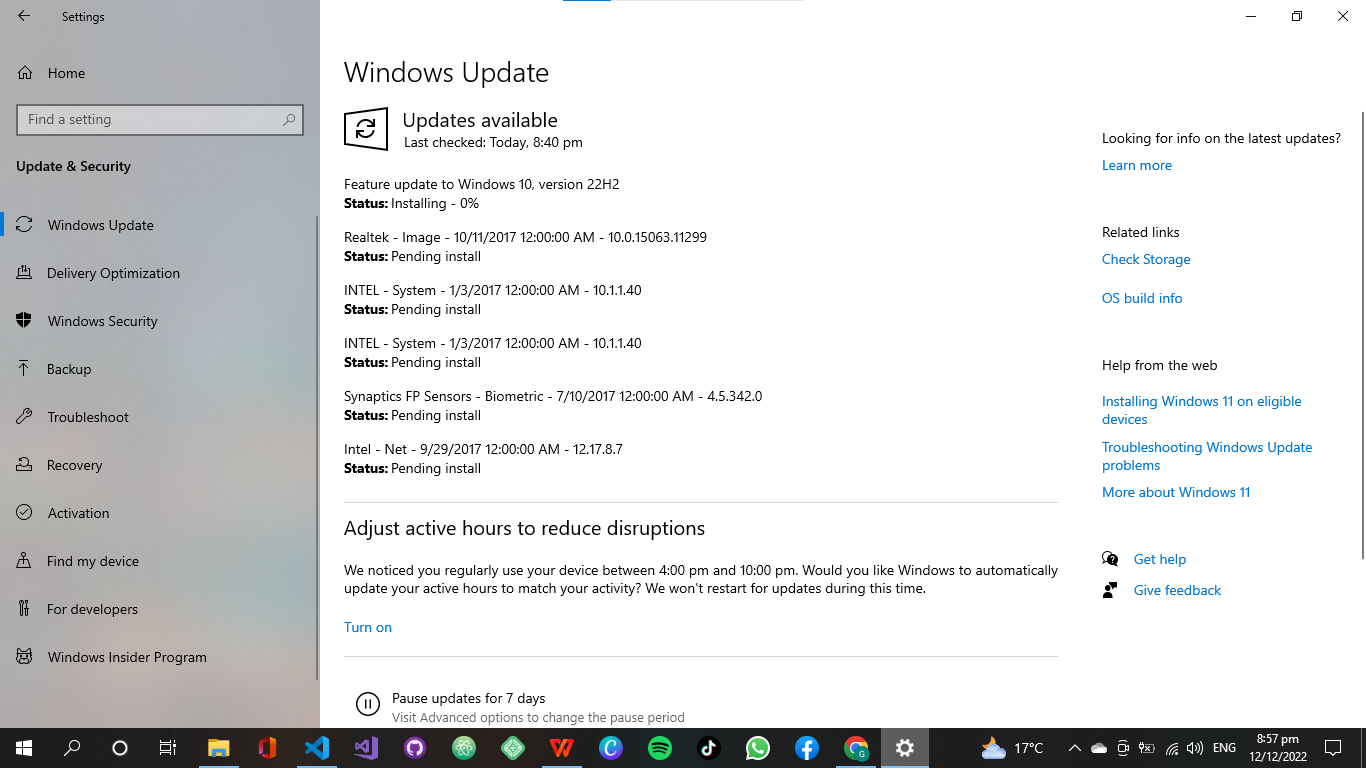 Settings
Home
Find a setting
Update & Security
Windows Update
Delivery Optimization
Windows Security
Backup
Troubleshoot
Recovery
Activation
Find my device
For developers
Windows Insider Program
Windows Update
Updates available
Last checked: Today, 8:40 pm
Feature update to Windows 10, version 22H2
Status: Installing - 0%
Realtek - Image - 10/11/2017 12:00:00 AM - 10.0.15063.11299
Status: Pending install
INTEL - System - 1/3/2017 12:00:00 AM - 10.1.1.40
Status: Pending install
INTEL - System - 1/3/2017 12:00:00 AM - 10.1.1.40
Status: Pending install
Synaptics FP Sensors - Biometric - 7/10/2017 12:00:00 AM - 4.5.342.0
Status: Pending install
Intel - Net - 9/29/2017 12:00:00 AM - 12.17.8.7
Status: Pending install
Adjust active hours to reduce disruptions
We noticed you regularly use your device between 4:00 pm and 10:00 pm. Would you like Windows to automatically
update your active hours to match your activity? We won't restart for updates during this time.
Turn on
Pause updates for 7 days
Visit Advanced options to change the pause period
Looking for info on the latest updates?
Learn more
Related links
Check Storage
OS build info
Help from the web
Installing Windows 11 on eligible
devices
Troubleshooting Windows Update
problems
More about Windows 11
Get help
Give feedback
17°C
ENG
8:57 pm
12/12/2022